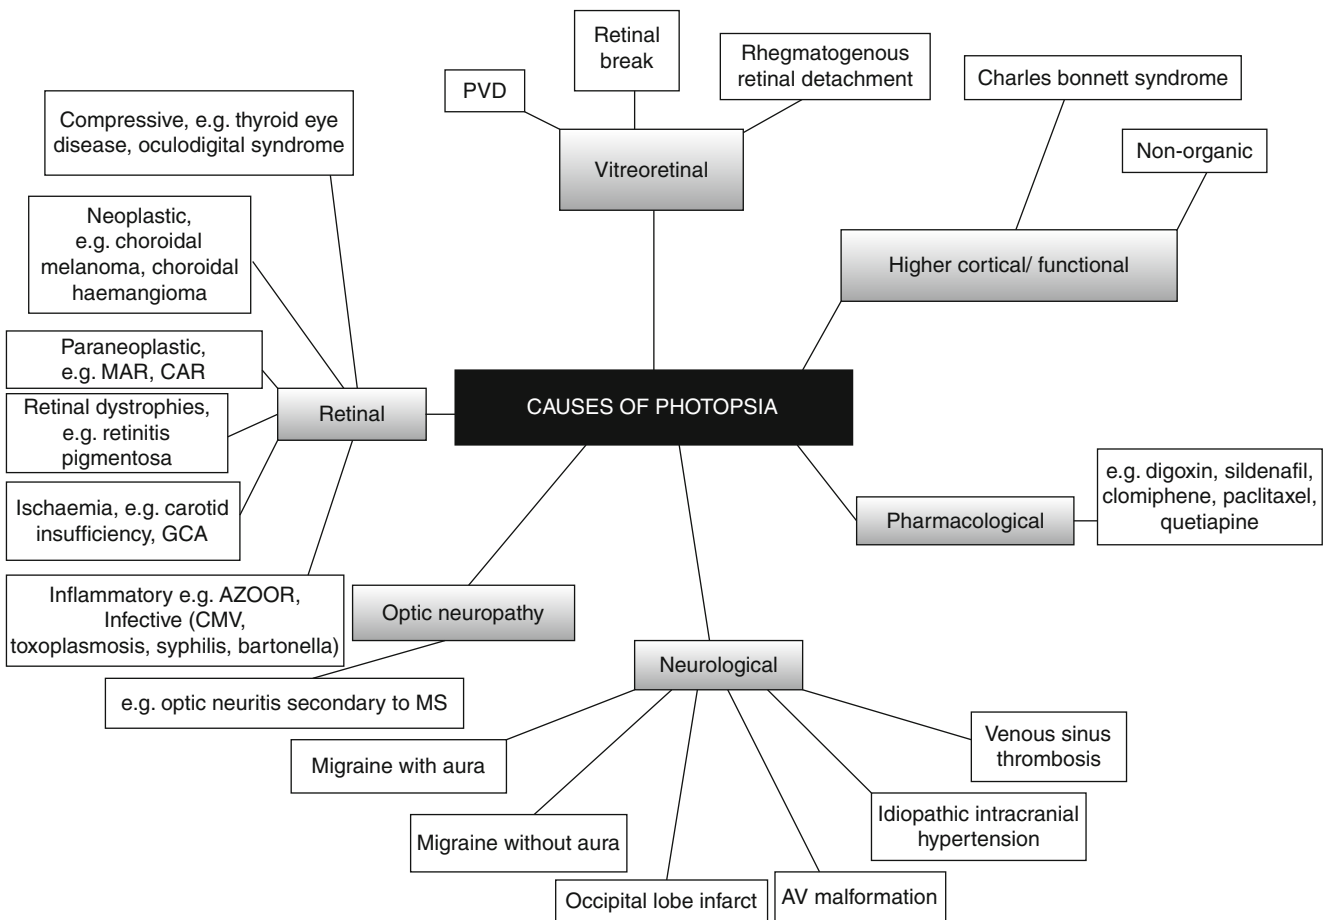 Retinal
break
Rhegmatogenous
retinal detachment
Charles bonnett syndrome
PVD
Compressive, e.g. thyroid eye
disease, oculodigital syndrome
Non-organic
Vitreoretinal
Neoplastic,
e.g. choroidal
melanoma, choroidal
haemangioma
Higher cortical/ functional
Paraneoplastic,
e.g. MAR, CAR
Retinal
CAUSES OF PHOTOPSIA
Retinal dystrophies,
e.g. retinitis
pigmentosa
Ischaemia, e.g. carotid
insufficiency, GCA
Pharmacological
e.g. digoxin, sildenafil,
clomiphene, paclitaxel,
quetiapine
Inflammatory e.g. AZOOR,
Infective (CMV,
toxoplasmosis, syphilis, bartonella)
Optic neuropathy
Neurological
e.g. optic neuritis secondary to MS
Migraine with aura
Venous sinus
thrombosis
Migraine without aura
Idiopathic intracranial
hypertension
Occipital lobe infarct
AV malformation